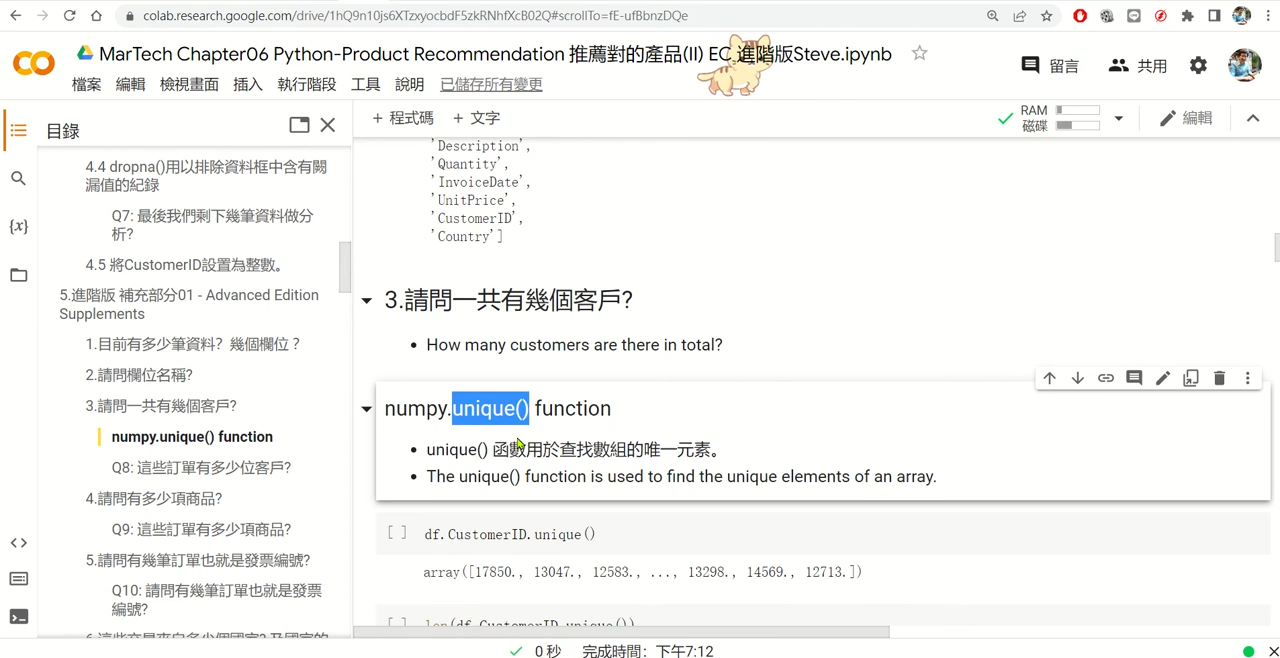 colab.research.google.com/drive/1hQ9n10js6XTzxyocbdF5zkRNhfXcB02Q#scrollTo=fE-ufBbnzDQe
MarTech Chapter06 Python-Product Recommendation 推薦對的產品(II) EC 進階版Steve.ipynb
檔案 編輯 檢視畫面 插入 執行階段 工具 說明 已儲存所有變更
留言 共用
目錄
4.4 dropna()用以排除資料框中含有闕
漏值的紀錄
Q7: 最後我們剩下幾筆資料做分
析?
4.5 將CustomerID設置為整數。
5.進階版 補充部分01 - Advanced Edition
Supplements
1.目前有多少筆資料? 幾個欄位?
2.請問欄位名稱?
3.請問一共有幾個客戶?
numpy.unique() function
Q8: 這些訂單有多少位客戶?
4.請問有多少項商品?
Q9: 這些訂單有多少項商品?
5.請問有幾筆訂單也就是發票編號?
Q10: 請問有幾筆訂單也就是發票
編號?
+ 程式碼 + 文字
RAM
磁碟
編輯
'Description',
'Quantity',
'InvoiceDate',
'UnitPrice',
'CustomerID',
'Country']
3.請問一共有幾個客戶?
• How many customers are there in total?
numpy.unique() function
• unique() 函數用於查找數組的唯一元素。
• The unique() function is used to find the unique elements of an array.
[ ] df.CustomerID.unique()
array([17850., 13047., 12583., ..., 13298., 14569., 12713.])
[ ] len(df.CustomerID.unique())
0 秒 完成時間: 下午7:12